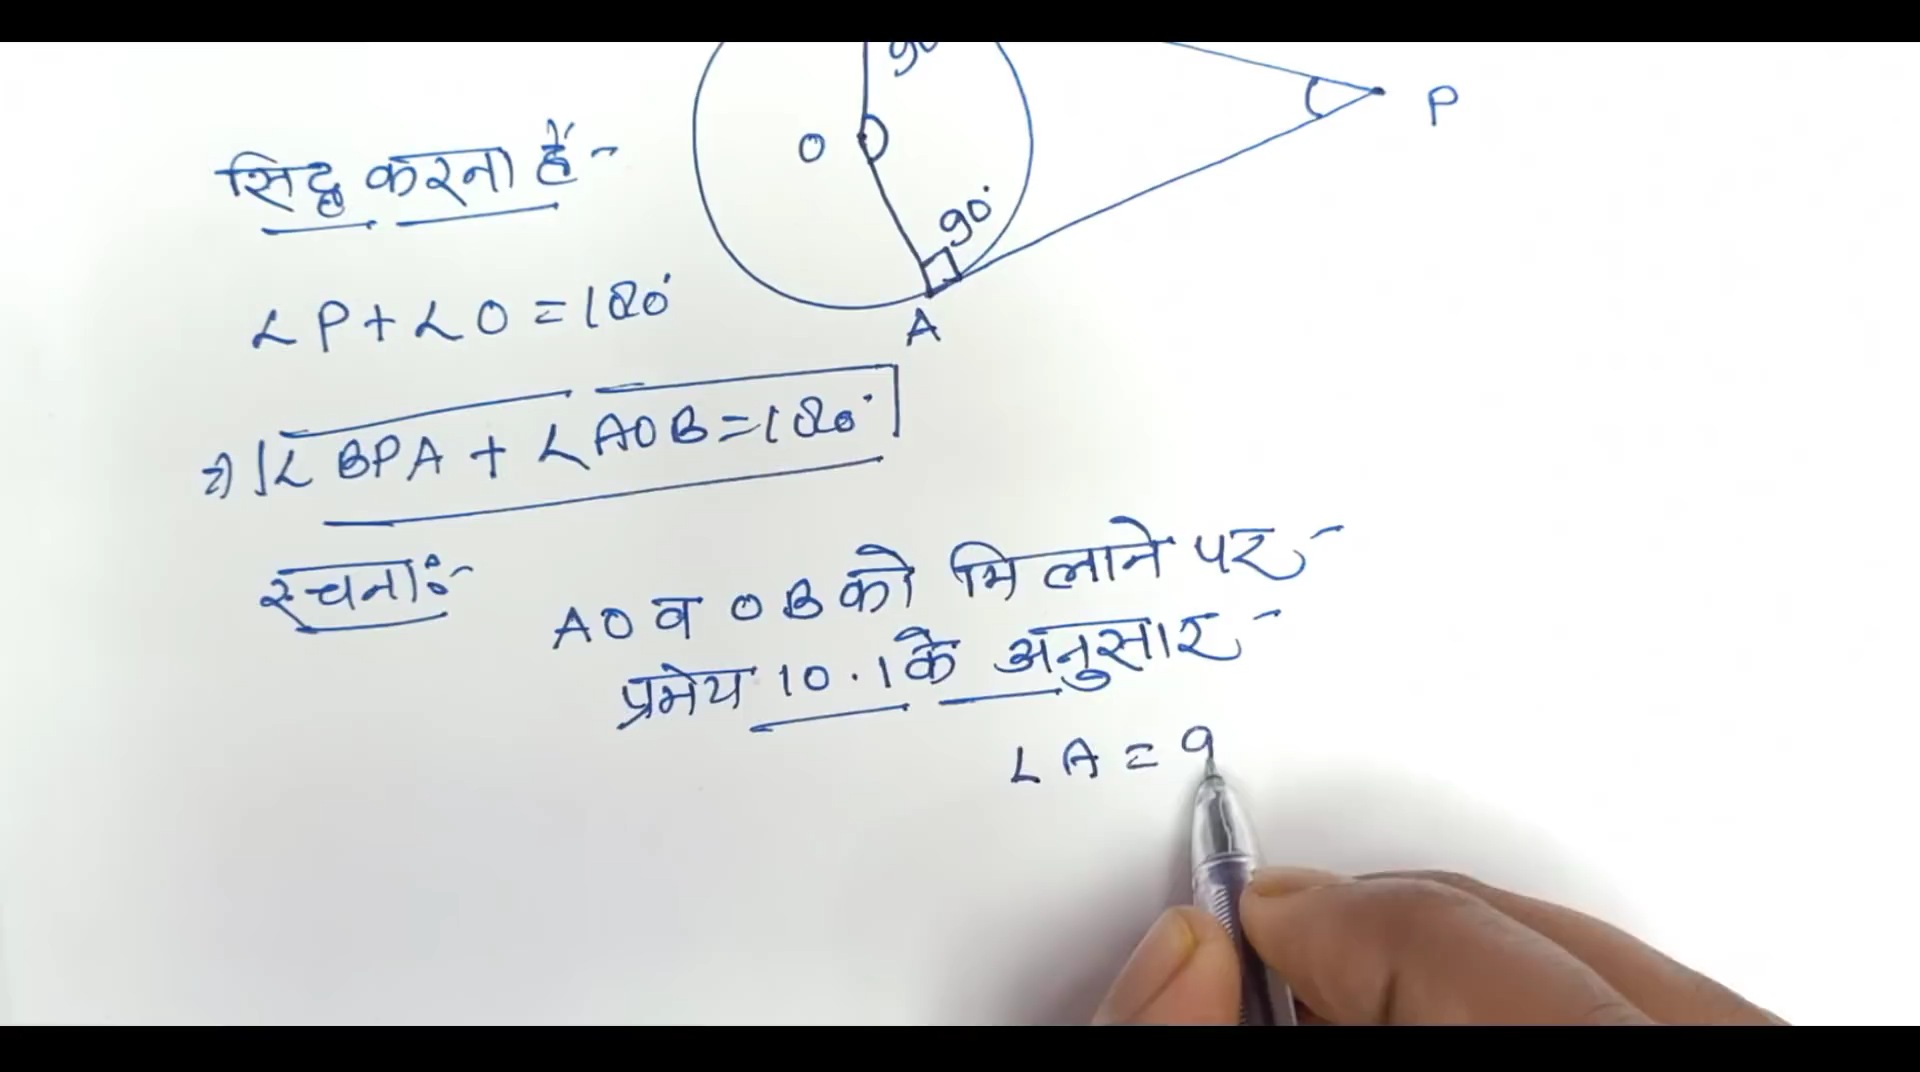 90
O
P
सिद्ध करना है-
90°
∠P+∠O=180°
A
⇒ ∠BPA + ∠AOB=180°
रचना:-
AO व OB को मिलाने पर-
प्रमेय 10.1 के अनुसार-
∠A = 9